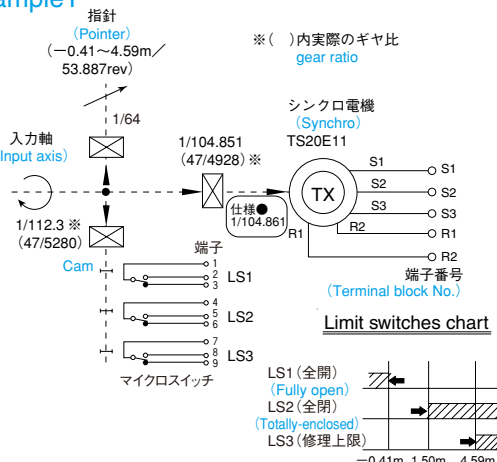 ample1
指針
(Pointer)
(−0.41〜4.59m／
53.887rev)
※(　)内実際のギヤ比
gear ratio
1/64
シンクロ電機
(Synchro)
TS20E11
入力軸
Input axis)
1/104.851
(47/4928)※
仕様●
1/104.861
TX
S1
S1
S2
S2
S3
S3
R2
R1
R1
R2
1/112.3 ※
(47/5280)
端子
端子番号
(Terminal block No.)
Cam
1
2
3
LS1
4
5
6
LS2
7
8
9
LS3
マイクロスイッチ
Limit switches chart
LS1(全開)
(Fully open)
LS2(全閉)
(Totally-enclosed)
LS3(修理上限)
−0.41m 1.50m 4.59m